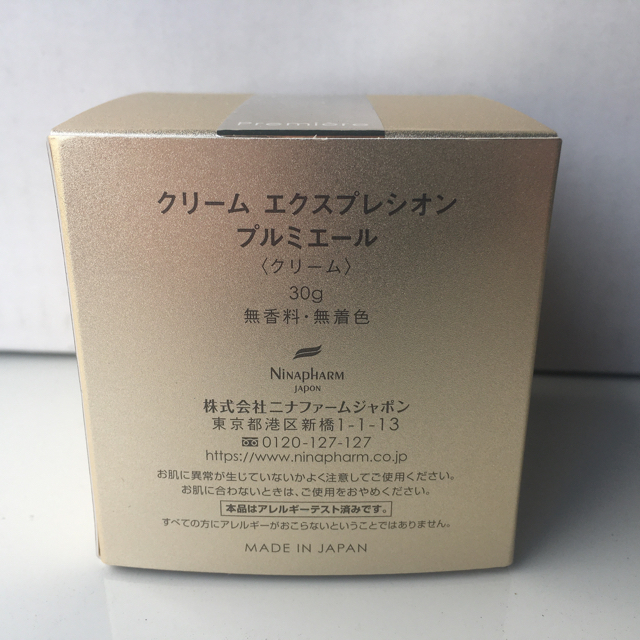 première
クリーム エクスプレシオン
プルミエール
〈クリーム〉
30g
無香料・無着色
NINAPHARM
JAPON
株式会社ニナファームジャポン
東京都港区新橋1-1-13
0120-127-127
https://www.ninapharm.co.jp
お肌に異常が生じていないかよく注意してご使用ください。
お肌に合わないときは、ご使用をおやめください。
本品はアレルギーテスト済みです。
すべての方にアレルギーがおこらないということではありません。
MADE IN JAPAN